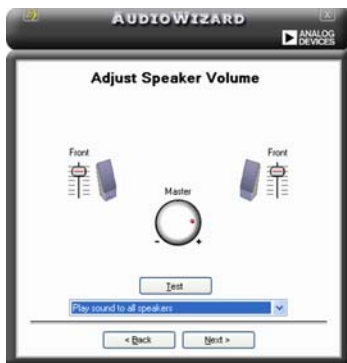 AUDIOWIZARD
ANALOG
DEVICES
Adjust Speaker Volume
Front
Front
Master
- +
Test
Play sound to all speakers
< Back Next >